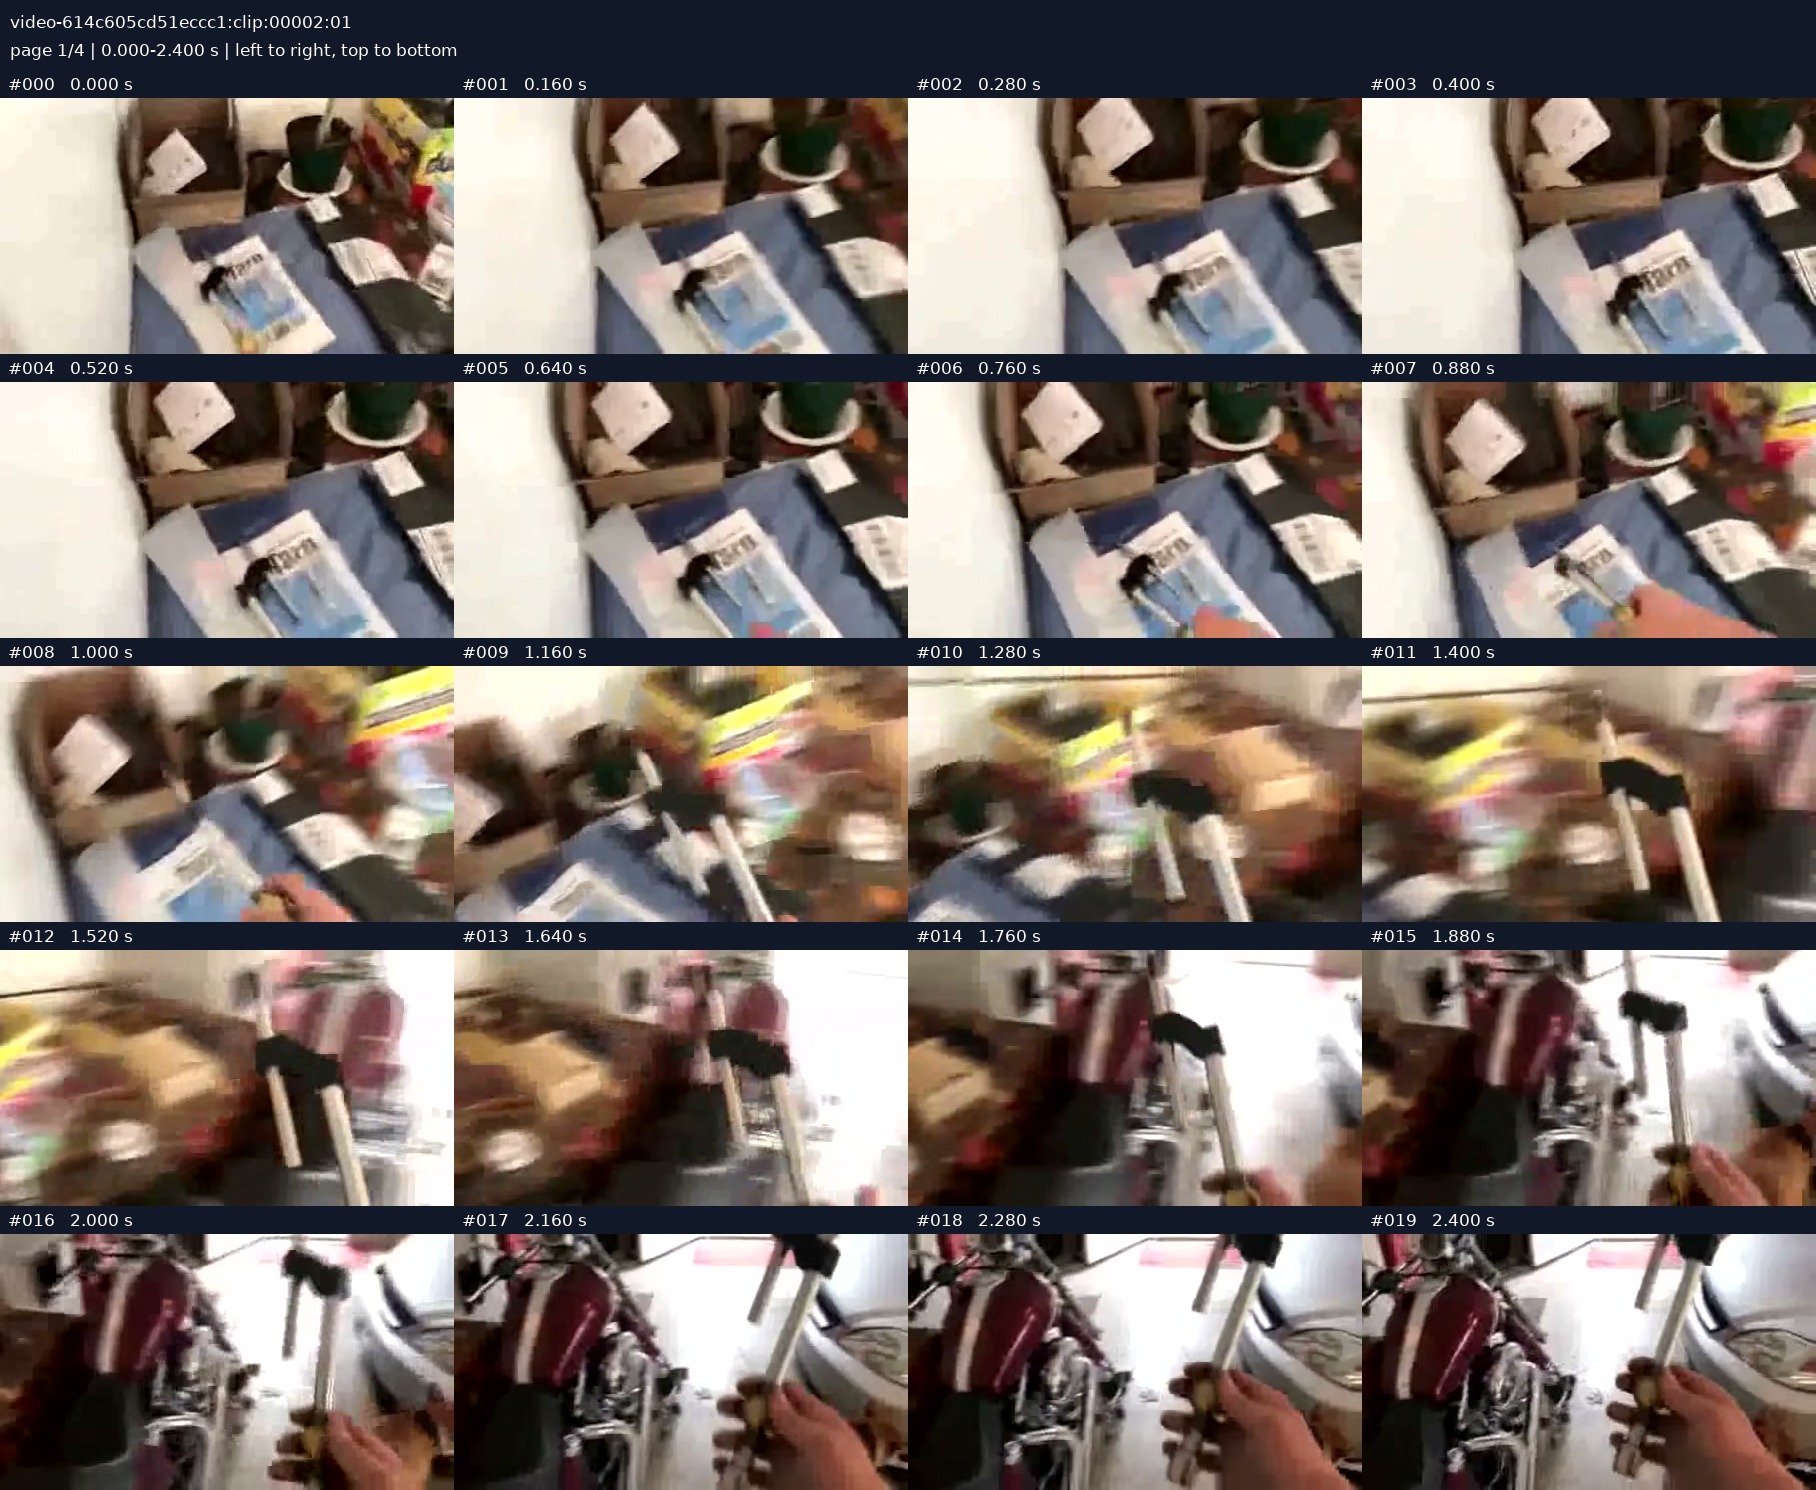 video-614c605cd51eccc1:clip:00002:01
page 1/4 | 0.000-2.400 s | left to right, top to bottom
#000 0.000 s
#001 0.160 s
#002 0.280 s
#003 0.400 s
#004 0.520 s
#005 0.640 s
#006 0.760 s
#007 0.880 s
#008 1.000 s
#009 1.160 s
#010 1.280 s
#011 1.400 s
#012 1.520 s
#013 1.640 s
#014 1.760 s
#015 1.880 s
#016 2.000 s
#017 2.160 s
#018 2.280 s
#019 2.400 s